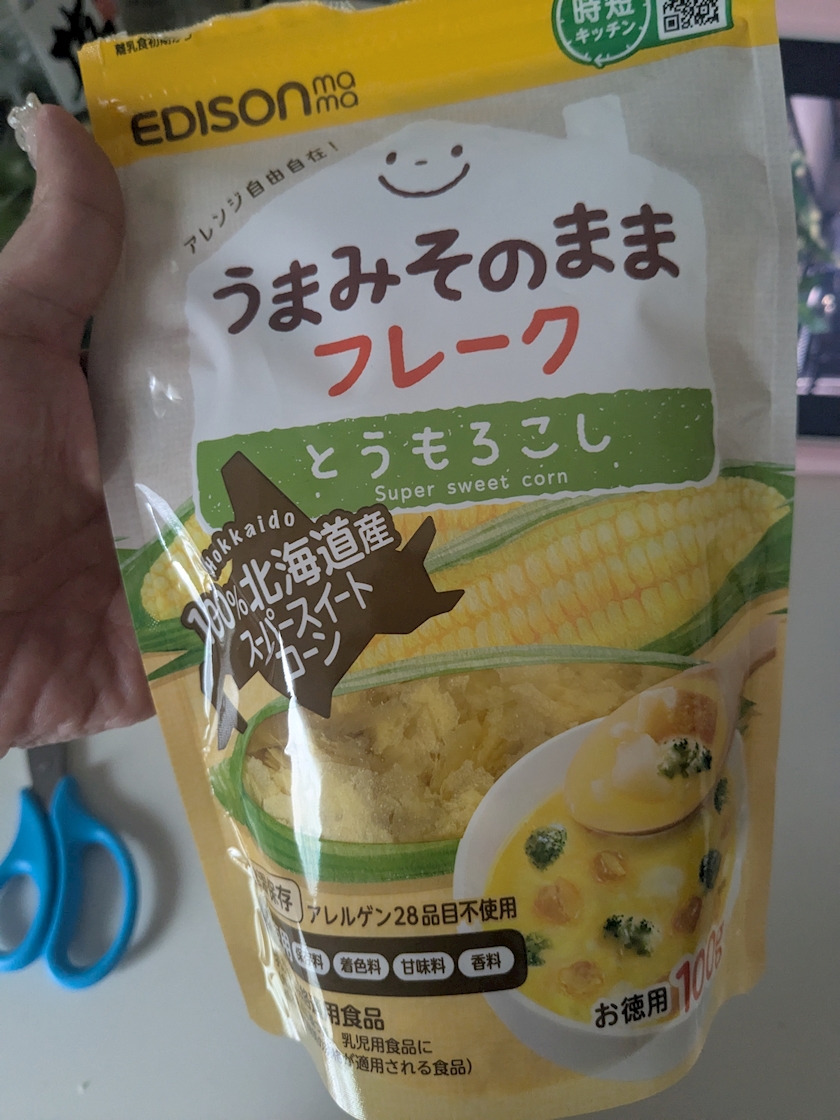 離乳食初期から
時短
キッチン
EDISONmama
アレンジ自由自在！
うまみそのまま
フレーク
とうもろこし
Super sweet corn
Hokkaido
100%北海道産
スーパースイート
コーン
保存
アレルゲン28品目不使用
着色料
甘味料
香料
用食品
乳児用食品に
が適用される食品）
お徳用100g